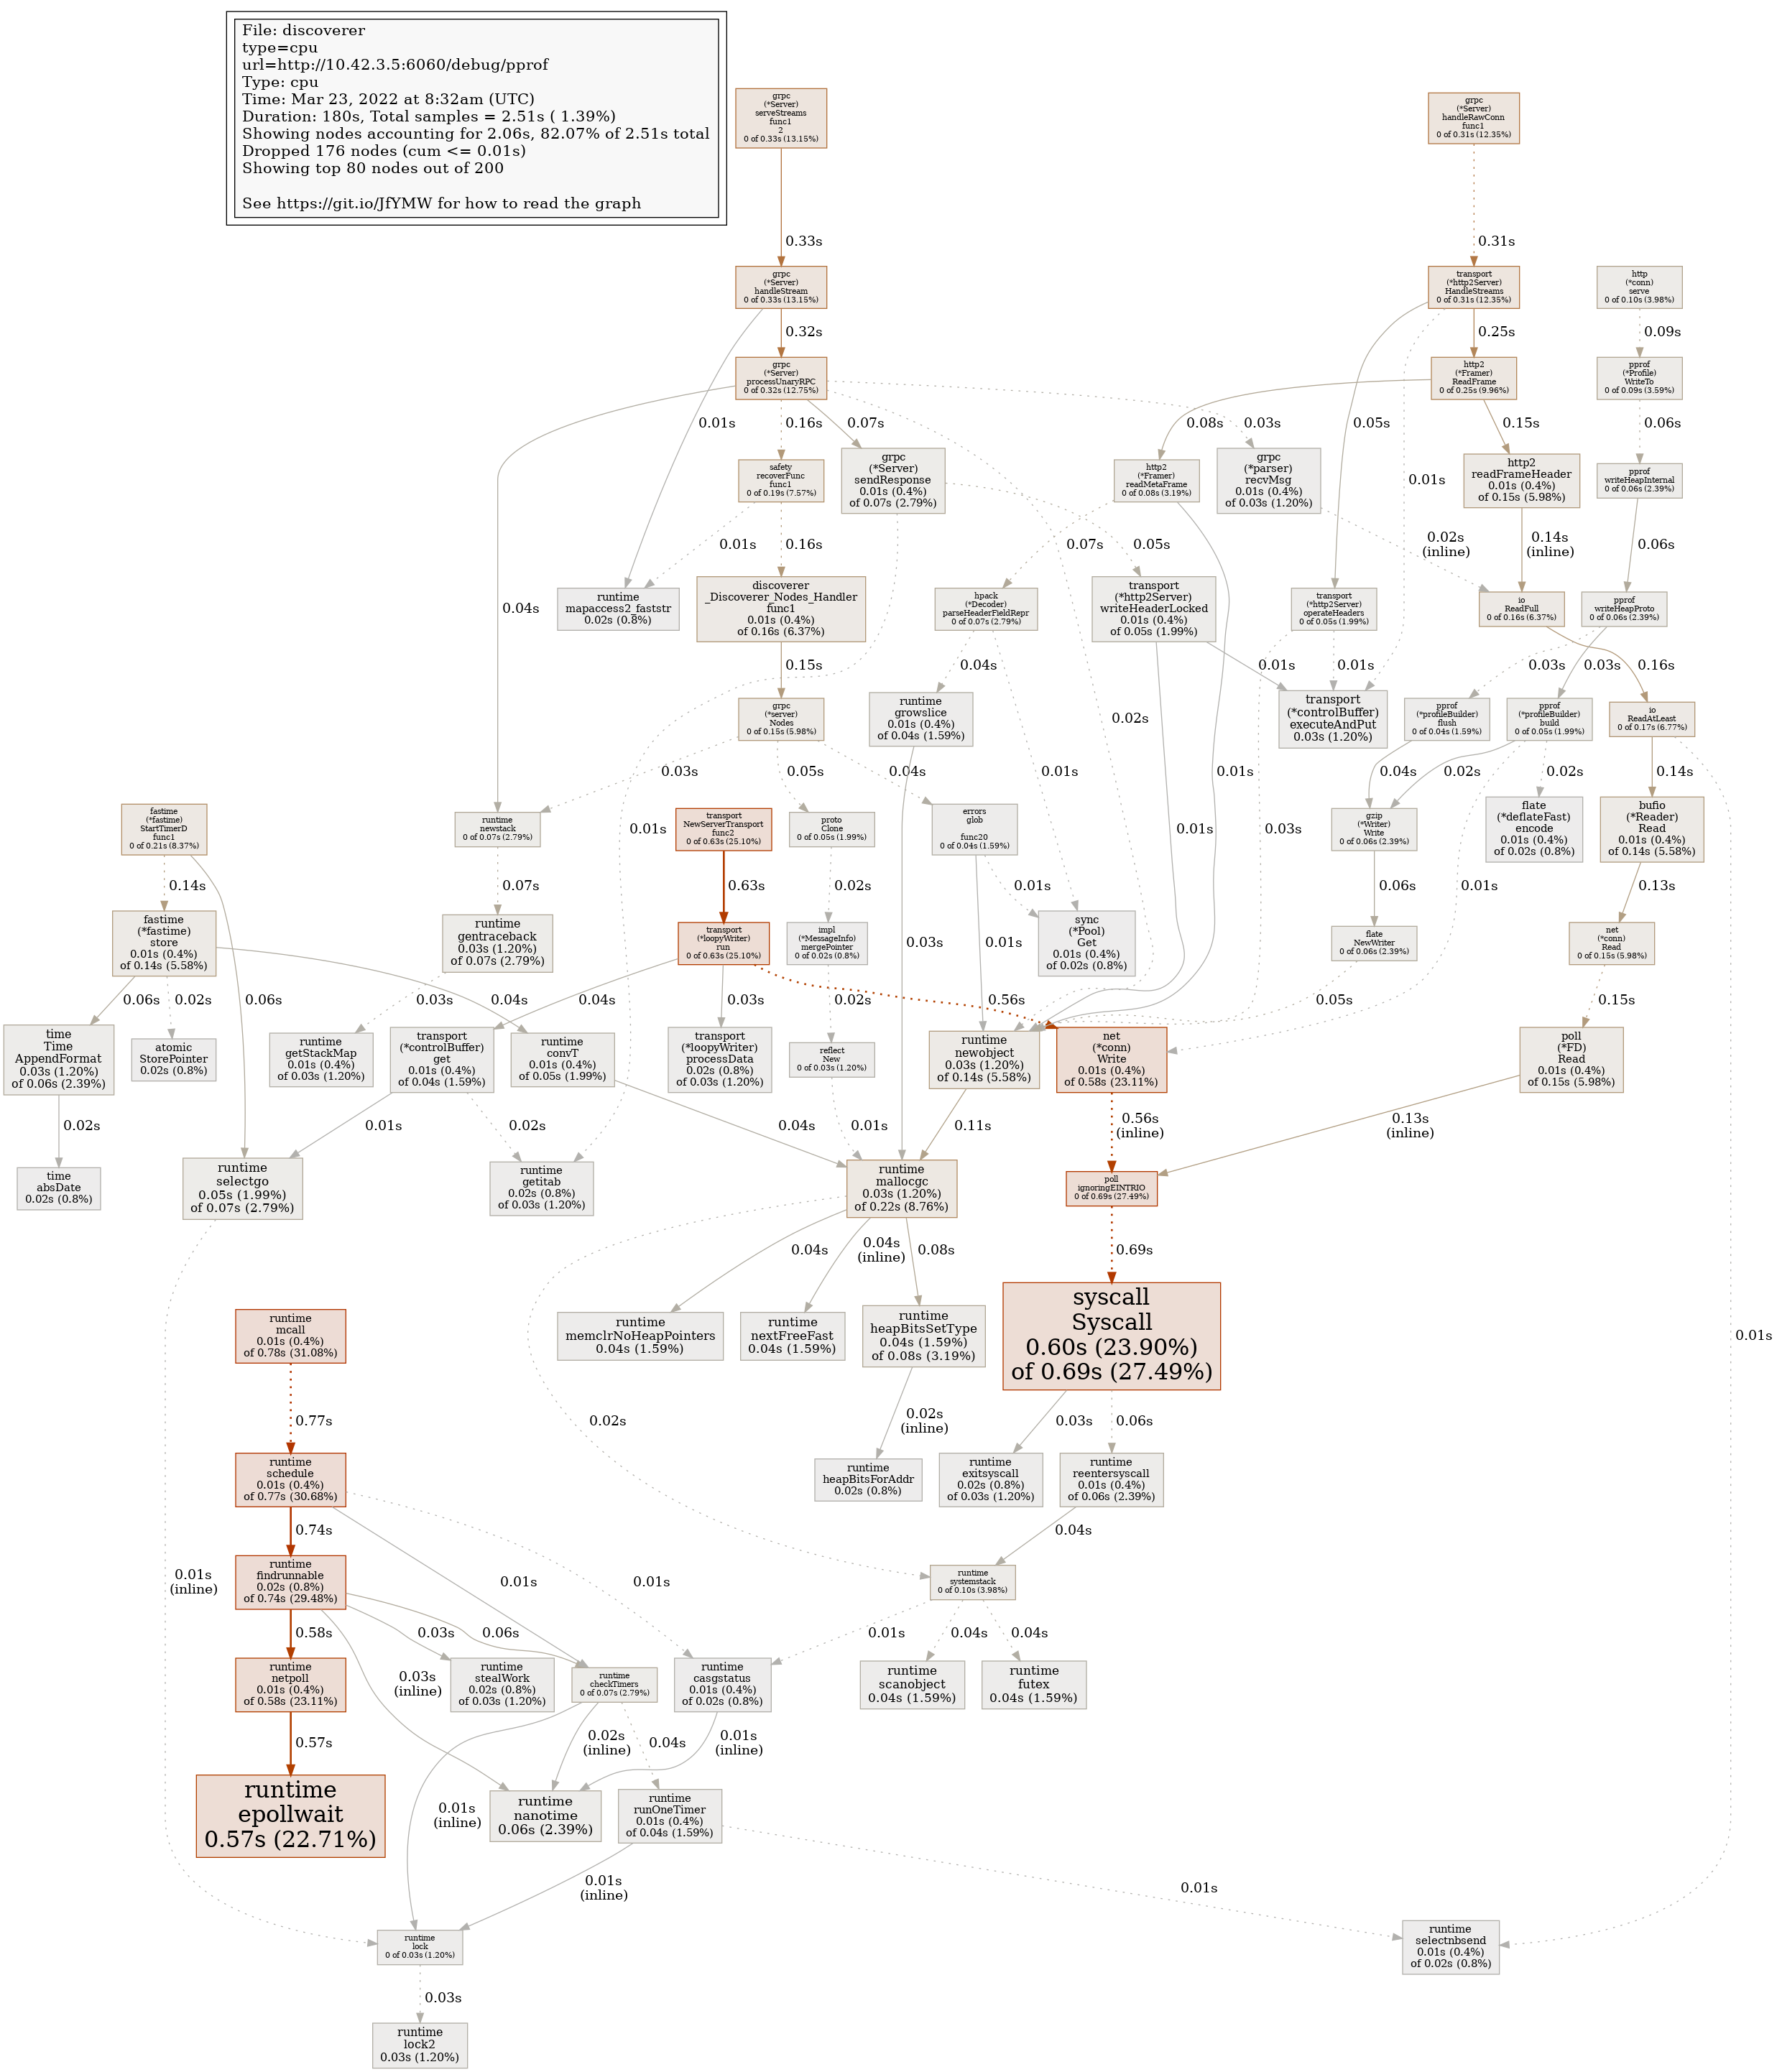 File: discoverer
type=cpu
url=http://10.42.3.5:6060/debug/pprof
Type: cpu
Time: Mar 23, 2022 at 8:32am (UTC)
Duration: 180s, Total samples = 2.51s ( 1.39%)
Showing nodes accounting for 2.06s, 82.07% of 2.51s total
Dropped 176 nodes (cum <= 0.01s)
Showing top 80 nodes out of 200
See https://git.io/JfYMW for how to read the graph
grpc
(*Server)
serveStreams
func1
2
0 of 0.33s (13.15%)
grpc
(*Server)
handleRawConn
func1
0 of 0.31s (12.35%)
0.33s
0.31s
grpc
(*Server)
handleStream
0 of 0.33s (13.15%)
transport
(*http2Server)
HandleStreams
0 of 0.31s (12.35%)
http
(*conn)
serve
0 of 0.10s (3.98%)
0.32s
0.25s
0.09s
grpc
(*Server)
processUnaryRPC
0 of 0.32s (12.75%)
http2
(*Framer)
ReadFrame
0 of 0.25s (9.96%)
pprof
(*Profile)
WriteTo
0 of 0.09s (3.59%)
0.01s
0.16s
0.07s
0.03s
0.08s
0.05s
0.15s
0.06s
safety
recoverFunc
func1
0 of 0.19s (7.57%)
grpc
(*Server)
sendResponse
0.01s (0.4%)
of 0.07s (2.79%)
http2
(*Framer)
readMetaFrame
0 of 0.08s (3.19%)
grpc
(*parser)
recvMsg
0.01s (0.4%)
of 0.03s (1.20%)
0.01s
http2
readFrameHeader
0.01s (0.4%)
of 0.15s (5.98%)
pprof
writeHeapInternal
0 of 0.06s (2.39%)
0.01s
0.16s
0.07s
0.05s
0.02s
(inline)
0.14s
(inline)
0.06s
0.04s
runtime
mapaccess2_faststr
0.02s (0.8%)
discoverer
_Discoverer_Nodes_Handler
func1
0.01s (0.4%)
of 0.16s (6.37%)
hpack
(*Decoder)
parseHeaderFieldRepr
0 of 0.07s (2.79%)
transport
(*http2Server)
writeHeaderLocked
0.01s (0.4%)
of 0.05s (1.99%)
transport
(*http2Server)
operateHeaders
0 of 0.05s (1.99%)
io
ReadFull
0 of 0.16s (6.37%)
pprof
writeHeapProto
0 of 0.06s (2.39%)
0.15s
0.04s
0.01s
0.01s
0.03s
0.03s
0.16s
grpc
(*server)
Nodes
0 of 0.15s (5.98%)
runtime
growslice
0.01s (0.4%)
of 0.04s (1.59%)
0.02s
transport
(*controlBuffer)
executeAndPut
0.03s (1.20%)
pprof
(*profileBuilder)
flush
0 of 0.04s (1.59%)
pprof
(*profileBuilder)
build
0 of 0.05s (1.99%)
io
ReadAtLeast
0 of 0.17s (6.77%)
0.03s
0.05s
0.04s
0.01s
0.01s
0.04s
0.02s
0.02s
0.14s
fastime
(*fastime)
StartTimerD
func1
0 of 0.21s (8.37%)
runtime
newstack
0 of 0.07s (2.79%)
0.01s
transport
NewServerTransport
func2
0 of 0.63s (25.10%)
proto
Clone
0 of 0.05s (1.99%)
errors
glob
func20
0 of 0.04s (1.59%)
0.01s
0.03s
gzip
(*Writer)
Write
0 of 0.06s (2.39%)
0.01s
flate
(*deflateFast)
encode
0.01s (0.4%)
of 0.02s (0.8%)
bufio
(*Reader)
Read
0.01s (0.4%)
of 0.14s (5.58%)
0.14s
0.07s
0.63s
0.02s
0.01s
0.06s
0.13s
fastime
(*fastime)
store
0.01s (0.4%)
of 0.14s (5.58%)
runtime
gentraceback
0.03s (1.20%)
of 0.07s (2.79%)
transport
(*loopyWriter)
run
0 of 0.63s (25.10%)
impl
(*MessageInfo)
mergePointer
0 of 0.02s (0.8%)
0.03s
0.01s
sync
(*Pool)
Get
0.01s (0.4%)
of 0.02s (0.8%)
flate
NewWriter
0 of 0.06s (2.39%)
net
(*conn)
Read
0 of 0.15s (5.98%)
0.06s
0.02s
0.06s
0.04s
0.03s
0.04s
0.03s
0.02s
0.56s
0.05s
0.15s
time
Time
AppendFormat
0.03s (1.20%)
of 0.06s (2.39%)
atomic
StorePointer
0.02s (0.8%)
runtime
getStackMap
0.01s (0.4%)
of 0.03s (1.20%)
transport
(*controlBuffer)
get
0.01s (0.4%)
of 0.04s (1.59%)
runtime
convT
0.01s (0.4%)
of 0.05s (1.99%)
transport
(*loopyWriter)
processData
0.02s (0.8%)
of 0.03s (1.20%)
reflect
New
0 of 0.03s (1.20%)
runtime
newobject
0.03s (1.20%)
of 0.14s (5.58%)
net
(*conn)
Write
0.01s (0.4%)
of 0.58s (23.11%)
poll
(*FD)
Read
0.01s (0.4%)
of 0.15s (5.98%)
0.02s
0.01s
0.02s
0.04s
0.01s
0.11s
0.56s
(inline)
0.13s
(inline)
time
absDate
0.02s (0.8%)
runtime
selectgo
0.05s (1.99%)
of 0.07s (2.79%)
runtime
getitab
0.02s (0.8%)
of 0.03s (1.20%)
runtime
mallocgc
0.03s (1.20%)
of 0.22s (8.76%)
poll
ignoringEINTRIO
0 of 0.69s (27.49%)
0.04s
0.04s
(inline)
0.08s
0.69s
runtime
mcall
0.01s (0.4%)
of 0.78s (31.08%)
runtime
memclrNoHeapPointers
0.04s (1.59%)
runtime
nextFreeFast
0.04s (1.59%)
runtime
heapBitsSetType
0.04s (1.59%)
of 0.08s (3.19%)
syscall
Syscall
0.60s (23.90%)
of 0.69s (27.49%)
0.01s
0.77s
0.02s
0.02s
(inline)
0.03s
0.06s
runtime
schedule
0.01s (0.4%)
of 0.77s (30.68%)
runtime
heapBitsForAddr
0.02s (0.8%)
runtime
exitsyscall
0.02s (0.8%)
of 0.03s (1.20%)
runtime
reentersyscall
0.01s (0.4%)
of 0.06s (2.39%)
0.74s
0.04s
0.01s
(inline)
runtime
findrunnable
0.02s (0.8%)
of 0.74s (29.48%)
0.01s
0.01s
runtime
systemstack
0 of 0.10s (3.98%)
0.58s
0.03s
0.06s
0.01s
0.04s
0.04s
runtime
netpoll
0.01s (0.4%)
of 0.58s (23.11%)
0.03s
(inline)
runtime
stealWork
0.02s (0.8%)
of 0.03s (1.20%)
runtime
checkTimers
0 of 0.07s (2.79%)
runtime
casgstatus
0.01s (0.4%)
of 0.02s (0.8%)
runtime
scanobject
0.04s (1.59%)
runtime
futex
0.04s (1.59%)
0.57s
0.02s
(inline)
0.04s
0.01s
(inline)
runtime
epollwait
0.57s (22.71%)
0.01s
(inline)
runtime
nanotime
0.06s (2.39%)
runtime
runOneTimer
0.01s (0.4%)
of 0.04s (1.59%)
0.01s
(inline)
0.01s
runtime
lock
0 of 0.03s (1.20%)
runtime
selectnbsend
0.01s (0.4%)
of 0.02s (0.8%)
0.03s
runtime
lock2
0.03s (1.20%)